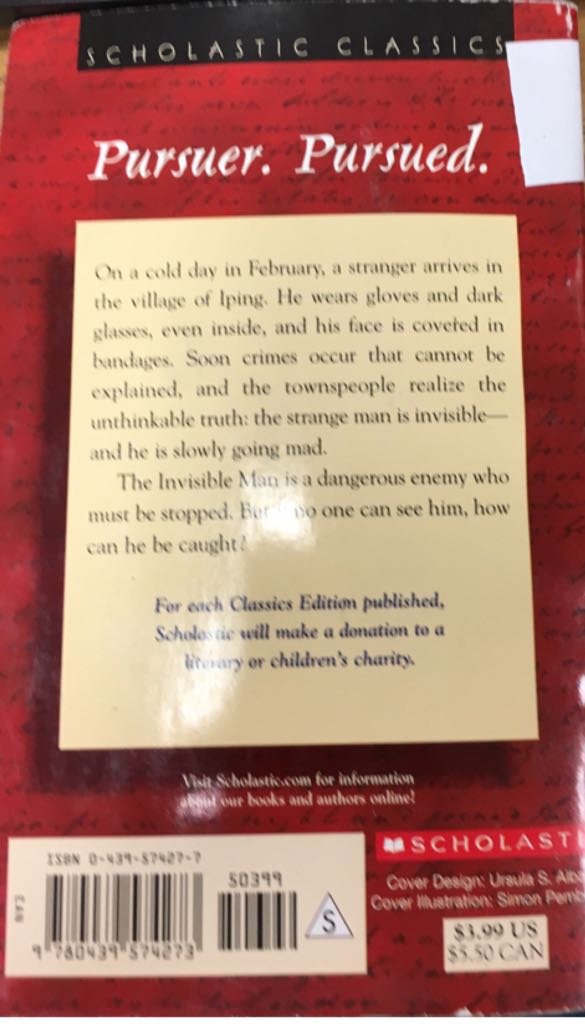 SCHOLASTIC CLASSICS
Pursuer. Pursued.
On a cold day in February, a stranger arrives in
the village of Iping. He wears gloves and dark
glasses, even inside, and his face is covered in
bandages. Soon crimes occur that cannot be
explained, and the townspeople realize the
unthinkable truth: the strange man is invisible—
and he is slowly going mad.
The Invisible Man is a dangerous enemy who
must be stopped. But if no one can see him, how
can he be caught?
For each Classics Edition published,
Scholastic will make a donation to a
literary or children's charity.
Visit Scholastic.com for information
about our books and authors online!
ISBN 0-439-57427-7
50399
EAN
S
9 780439 574273
SCHOLAST
Cover Design: Ursula S. Alb
Cover Illustration: Simon Pemb
$3.99 US
$5.50 CAN